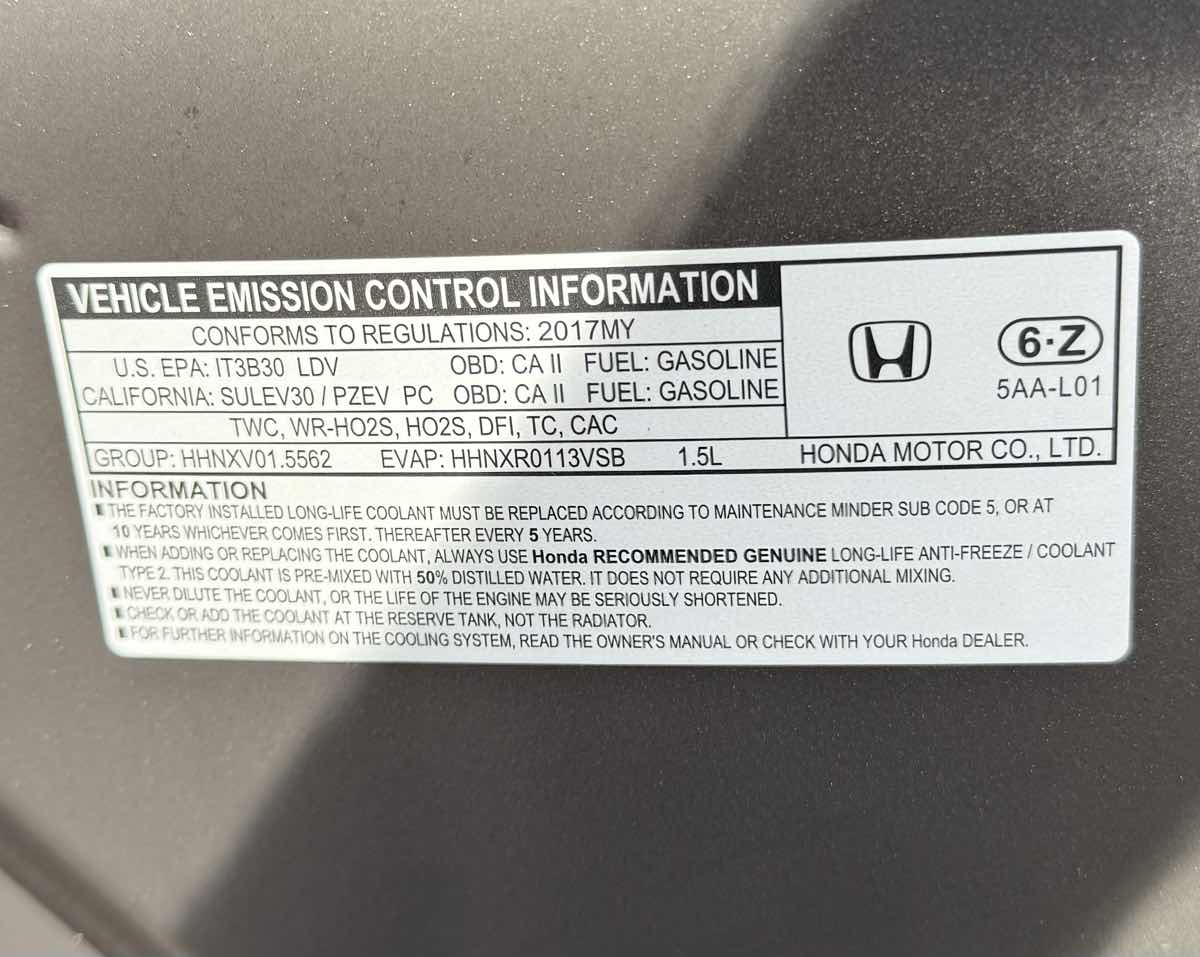 VEHICLE EMISSION CONTROL INFORMATION
CONFORMS TO REGULATIONS: 2017MY
U.S. EPA: IT3B30 LDV OBD: CA II FUEL: GASOLINE
CALIFORNIA: SULEV30 / PZEV PC OBD: CA II FUEL: GASOLINE
6·Z
5AA-L01
TWC, WR-HO2S, HO2S, DFI, TC, CAC
GROUP: HHNXV01.5562 EVAP: HHNXR0113VSB 1.5L HONDA MOTOR CO., LTD.
INFORMATION
THE FACTORY INSTALLED LONG-LIFE COOLANT MUST BE REPLACED ACCORDING TO MAINTENANCE MINDER SUB CODE 5, OR AT
10 YEARS WHICHEVER COMES FIRST. THEREAFTER EVERY 5 YEARS.
WHEN ADDING OR REPLACING THE COOLANT, ALWAYS USE Honda RECOMMENDED GENUINE LONG-LIFE ANTI-FREEZE / COOLANT
TYPE 2. THIS COOLANT IS PRE-MIXED WITH 50% DISTILLED WATER. IT DOES NOT REQUIRE ANY ADDITIONAL MIXING.
NEVER DILUTE THE COOLANT, OR THE LIFE OF THE ENGINE MAY BE SERIOUSLY SHORTENED.
CHECK OR ADD THE COOLANT AT THE RESERVE TANK, NOT THE RADIATOR.
FOR FURTHER INFORMATION ON THE COOLING SYSTEM, READ THE OWNER'S MANUAL OR CHECK WITH YOUR Honda DEALER.